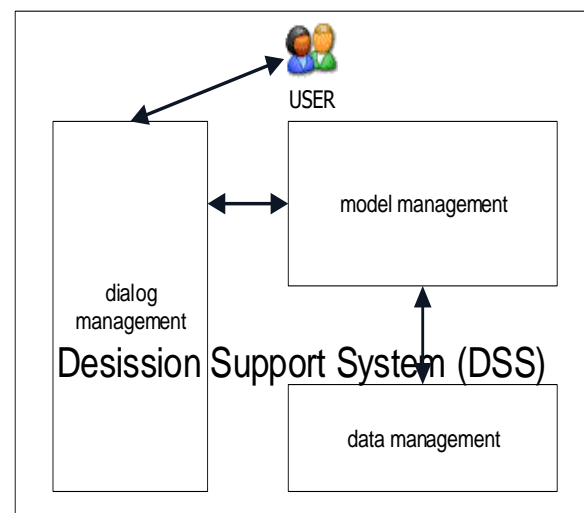 USER
model management
dialog
management
Desission Support System (DSS)
data management